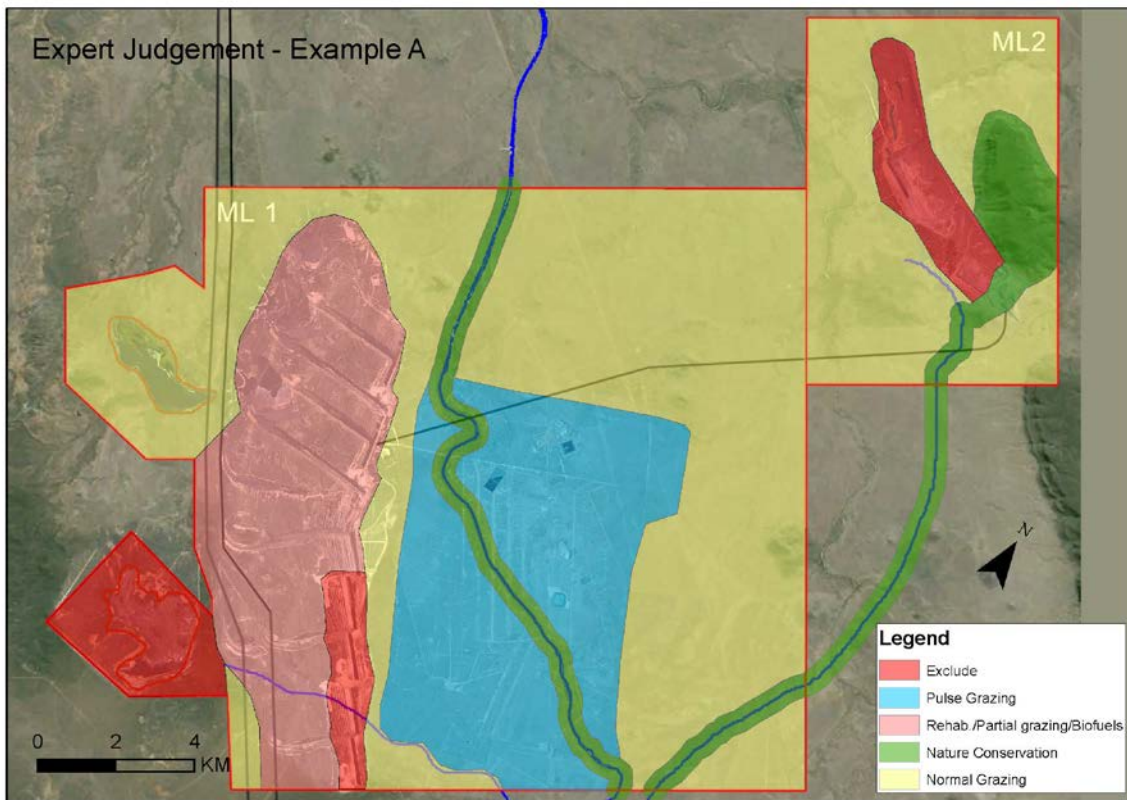 Expert Judgement - Example A
ML2
ML 1
N
0 2 4
KM
Legend
Exclude
Pulse Grazing
Rehab./Partial grazing/Biofuels
Nature Conservation
Normal Grazing